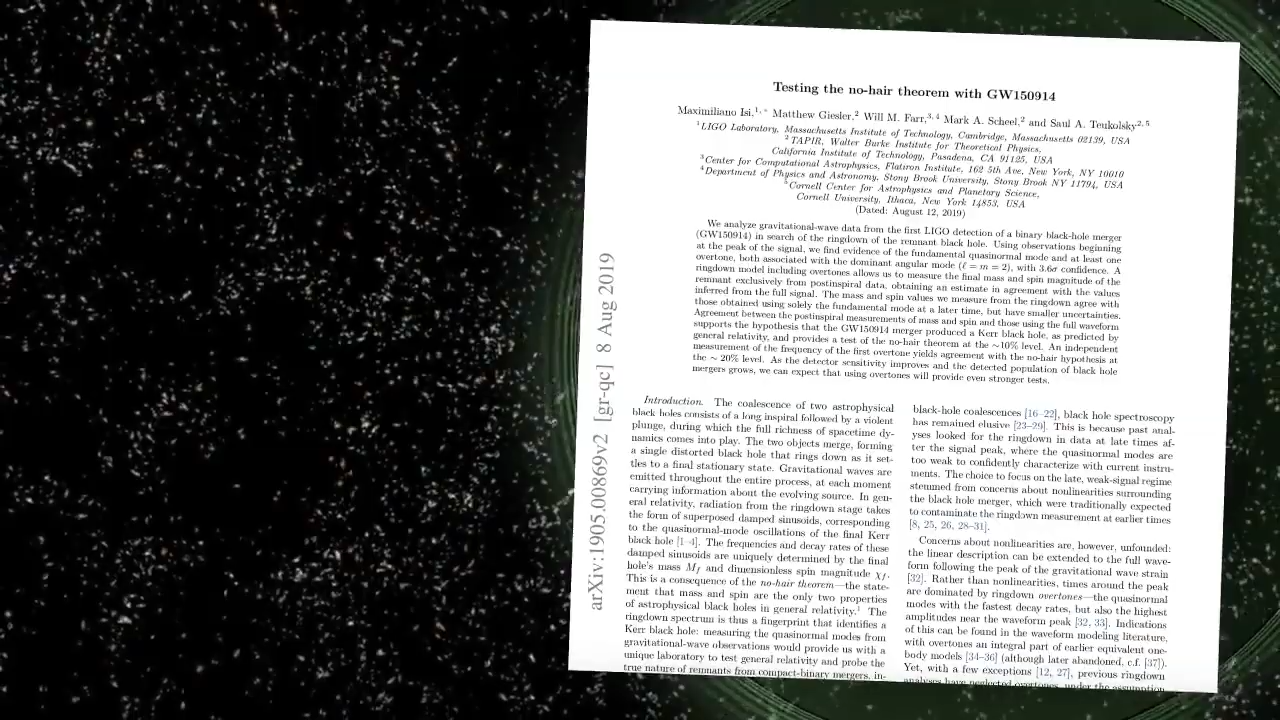 Testing the no-hair theorem with GW150914
Maximiliano Isi,1, * Matthew Giesler,2 Will M. Farr,3, 4 Mark A. Scheel,2 and Saul A. Teukolsky2, 5
1LIGO Laboratory, Massachusetts Institute of Technology, Cambridge, Massachusetts 02139, USA
2TAPIR, Walter Burke Institute for Theoretical Physics,
California Institute of Technology, Pasadena, CA 91125, USA
3Center for Computational Astrophysics, Flatiron Institute, 162 5th Ave, New York, NY 10010
4Department of Physics and Astronomy, Stony Brook University, Stony Brook NY 11794, USA
5Cornell Center for Astrophysics and Planetary Science,
Cornell University, Ithaca, New York 14853, USA
(Dated: August 12, 2019)
We analyze gravitational-wave data from the first LIGO detection of a binary black-hole merger
(GW150914) in search of the ringdown of the remnant black hole. Using observations beginning
at the peak of the signal, we find evidence of the fundamental quasinormal mode and at least one
overtone, both associated with the dominant angular mode (ℓ = m = 2), with 3.6σ confidence. A
ringdown model including overtones allows us to measure the final mass and spin magnitude of the
remnant exclusively from postinspiral data, obtaining an estimate in agreement with the values
inferred from the full signal. The mass and spin values we measure from the ringdown agree with
those obtained using solely the fundamental mode at a later time, but have smaller uncertainties.
Agreement between the postinspiral measurements of mass and spin and those using the full waveform
supports the hypothesis that the GW150914 merger produced a Kerr black hole, as predicted by
general relativity, and provides a test of the no-hair theorem at the ∼10% level. An independent
measurement of the frequency of the first overtone yields agreement with the no-hair hypothesis at
the ∼ 20% level. As the detector sensitivity improves and the detected population of black hole
mergers grows, we can expect that using overtones will provide even stronger tests.
arXiv:1905.00869v2 [gr-qc] 8 Aug 2019
Introduction. The coalescence of two astrophysical
black holes consists of a long inspiral followed by a violent
plunge, during which the full richness of spacetime dy-
namics comes into play. The two objects merge, forming
a single distorted black hole that rings down as it set-
tles to a final stationary state. Gravitational waves are
emitted throughout the entire process, at each moment
carrying information about the evolving source. In gen-
eral relativity, radiation from the ringdown stage takes
the form of superposed damped sinusoids, corresponding
to the quasinormal-mode oscillations of the final Kerr
black hole [1–4]. The frequencies and decay rates of these
damped sinusoids are uniquely determined by the final
hole's mass Mf and dimensionless spin magnitude χf.
This is a consequence of the no-hair theorem—the state-
ment that mass and spin are the only two properties
of astrophysical black holes in general relativity.1 The
ringdown spectrum is thus a fingerprint that identifies a
Kerr black hole: measuring the quasinormal modes from
gravitational-wave observations would provide us with a
unique laboratory to test general relativity and probe the
true nature of remnants from compact-binary mergers, in-
black-hole coalescences [16–22], black hole spectroscopy
has remained elusive [23–29]. This is because past anal-
yses looked for the ringdown in data at late times af-
ter the signal peak, where the quasinormal modes are
too weak to confidently characterize with current instru-
ments. The choice to focus on the late, weak-signal regime
stemmed from concerns about nonlinearities surrounding
the black hole merger, which were traditionally expected
to contaminate the ringdown measurement at earlier times
[8, 25, 26, 28–31].
Concerns about nonlinearities are, however, unfounded:
the linear description can be extended to the full wave-
form following the peak of the gravitational wave strain
[32]. Rather than nonlinearities, times around the peak
are dominated by ringdown overtones—the quasinormal
modes with the fastest decay rates, but also the highest
amplitudes near the waveform peak [32, 33]. Indications
of this can be found in the waveform modeling literature,
with overtones an integral part of earlier equivalent one-
body models [34–36] (although later abandoned, c.f. [37]).
Yet, with a few exceptions [12, 27], previous ringdown
analyses have neglected overtones, under the assumption